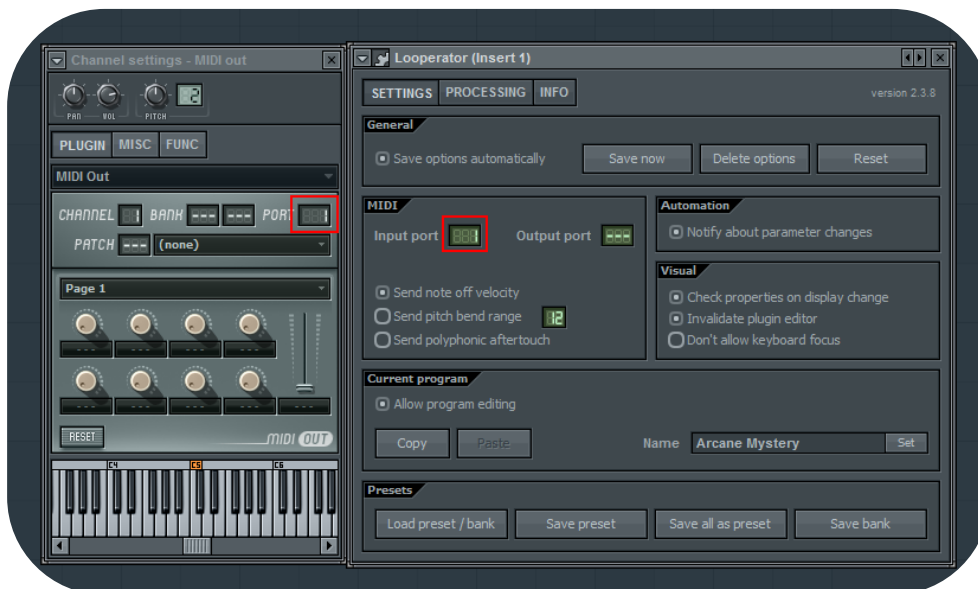 Channel settings - MIDI out
PAN VOL PITCH 2
PLUGIN MISC FUNC
MIDI Out
CHANNEL 1 BANK --- --- PORT 1
PATCH --- (none)
Page 1
--- --- --- ---
--- --- --- --- ---
RESET MIDI OUT
C4 C5 C6
Looperator (Insert 1)
SETTINGS PROCESSING INFO version 2.3.8
General
Save options automatically Save now Delete options Reset
MIDI
Input port 1 Output port ---
Send note off velocity
Send pitch bend range 12
Send polyphonic aftertouch
Automation
Notify about parameter changes
Visual
Check properties on display change
Invalidate plugin editor
Don't allow keyboard focus
Current program
Allow program editing
Copy Paste Name Arcane Mystery Set
Presets
Load preset / bank Save preset Save all as preset Save bank